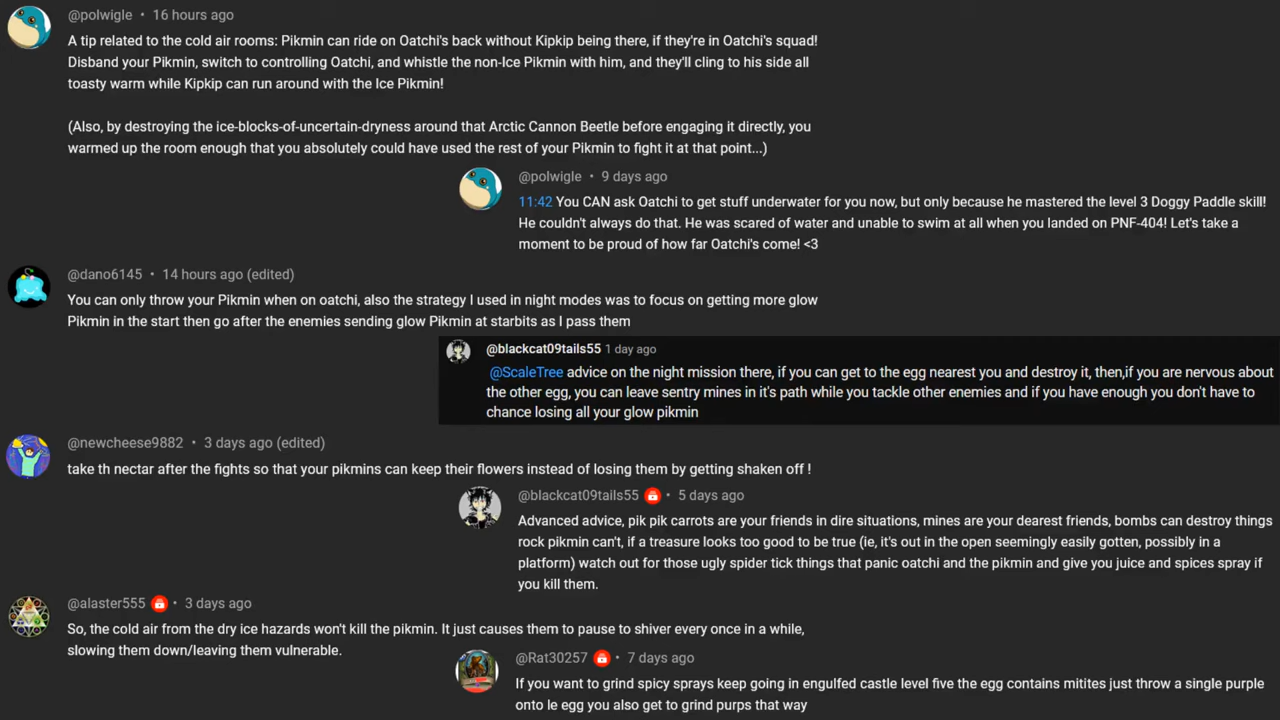 @polwigle • 16 hours ago
A tip related to the cold air rooms: Pikmin can ride on Oatchi's back without Kipkip being there, if they're in Oatchi's squad!
Disband your Pikmin, switch to controlling Oatchi, and whistle the non-Ice Pikmin with him, and they'll cling to his side all
toasty warm while Kipkip can run around with the Ice Pikmin!
(Also, by destroying the ice-blocks-of-uncertain-dryness around that Arctic Cannon Beetle before engaging it directly, you
warmed up the room enough that you absolutely could have used the rest of your Pikmin to fight it at that point...)
@polwigle • 9 days ago
11:42 You CAN ask Oatchi to get stuff underwater for you now, but only because he mastered the level 3 Doggy Paddle skill!
He couldn't always do that. He was scared of water and unable to swim at all when you landed on PNF-404! Let's take a
moment to be proud of how far Oatchi's come! <3
@dano6145 • 14 hours ago (edited)
You can only throw your Pikmin when on oatchi, also the strategy I used in night modes was to focus on getting more glow
Pikmin in the start then go after the enemies sending glow Pikmin at starbits as I pass them
@blackcat09tails55 1 day ago
@ScaleTree advice on the night mission there, if you can get to the egg nearest you and destroy it, then,if you are nervous about
the other egg, you can leave sentry mines in it's path while you tackle other enemies and if you have enough you don't have to
chance losing all your glow pikmin
@newcheese9882 • 3 days ago (edited)
take th nectar after the fights so that your pikmins can keep their flowers instead of losing them by getting shaken off !
@blackcat09tails55 • 5 days ago
Advanced advice, pik pik carrots are your friends in dire situations, mines are your dearest friends, bombs can destroy things
rock pikmin can't, if a treasure looks too good to be true (ie, it's out in the open seemingly easily gotten, possibly in a
platform) watch out for those ugly spider tick things that panic oatchi and the pikmin and give you juice and spices spray if
you kill them.
@alaster555 • 3 days ago
So, the cold air from the dry ice hazards won't kill the pikmin. It just causes them to pause to shiver every once in a while,
slowing them down/leaving them vulnerable.
@Rat30257 • 7 days ago
If you want to grind spicy sprays keep going in engulfed castle level five the egg contains mitites just throw a single purple
onto le egg you also get to grind purps that way